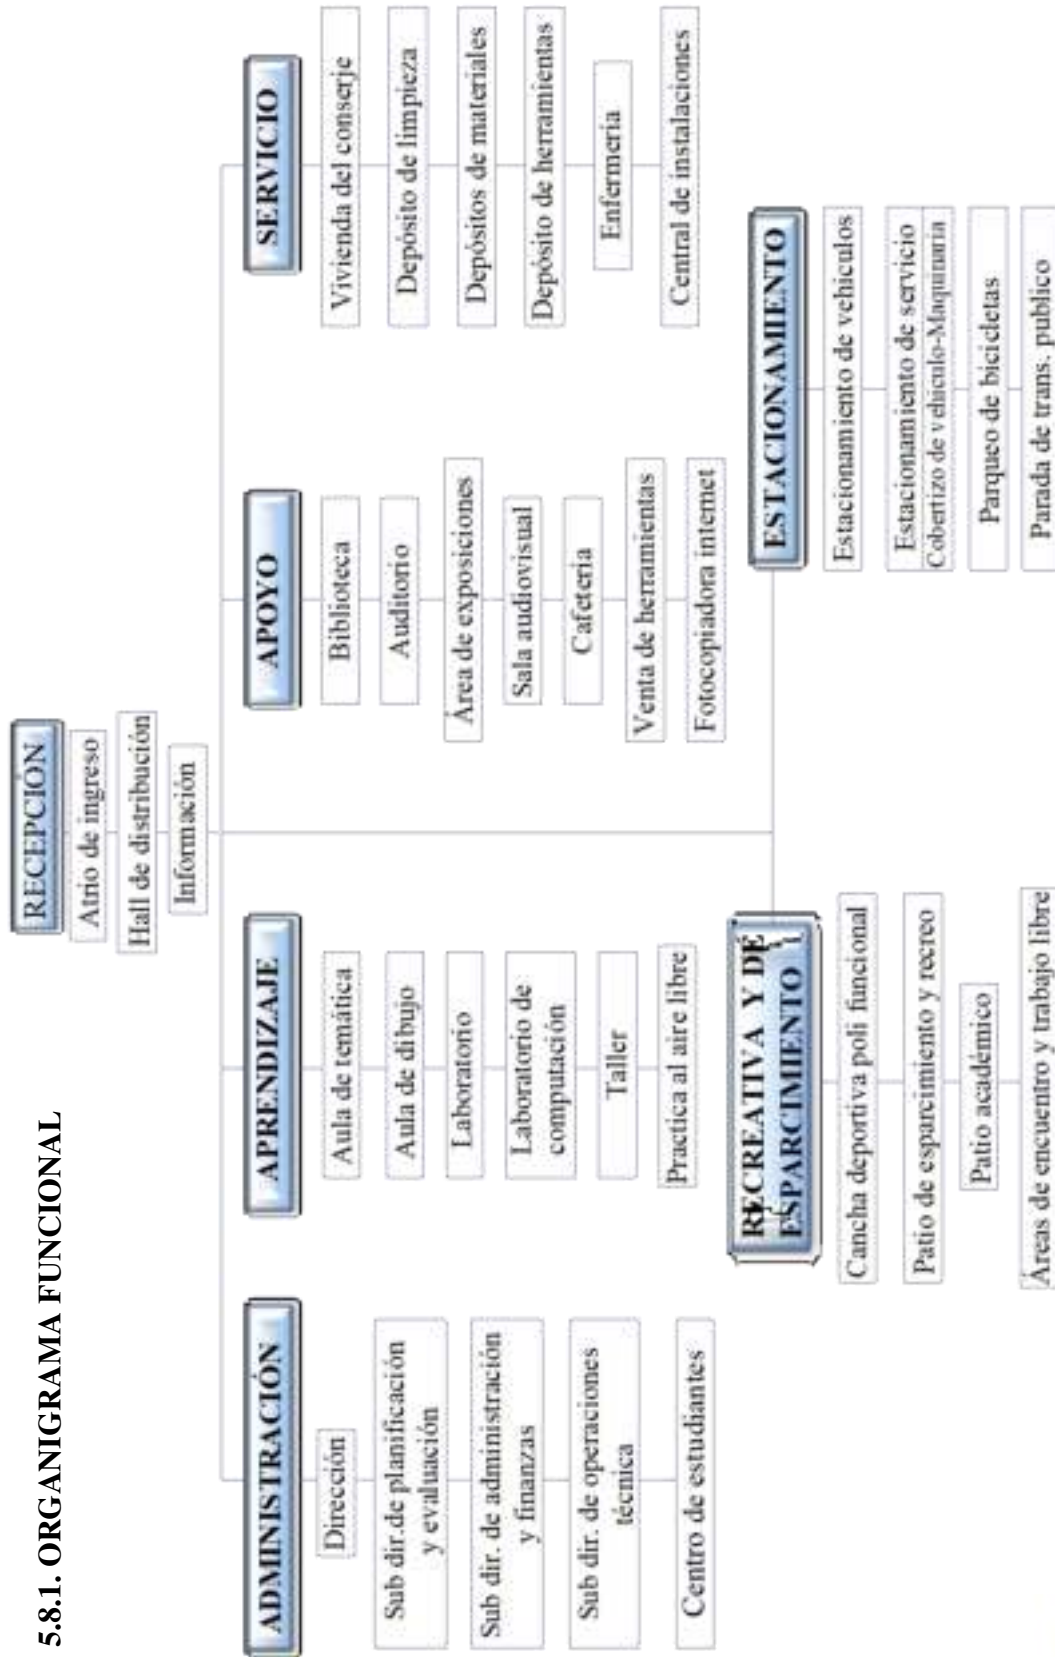 5.8.1. ORGANIGRAMA FUNCIONAL
RECEPCIÓN
Atrio de ingreso
Hall de distribución
Información
ADMINISTRACIÓN
Dirección
Sub dir.de planificación
y evaluación
Sub dir. de administración
y finanzas
Sub dir. de operaciones
técnica
Centro de estudiantes
APRENDIZAJE
Aula de temática
Aula de dibujo
Laboratorio
Laboratorio de
computación
Taller
Practica al aire libre
APOYO
Biblioteca
Auditorio
Área de exposiciones
Sala audiovisual
Cafeteria
Venta de herramientas
Fotocopiadora internet
SERVICIO
Vivienda del conserje
Depósito de limpieza
Depósitos de materiales
Depósito de herramientas
Enfermeria
Central de instalaciones
RECREATIVA Y DE
ESPARCIMIENTO
Cancha deportiva poli funcional
Patio de esparcimiento y recreo
Patio académico
Áreas de encuentro y trabajo libre
ESTACIONAMIENTO
Estacionamiento de vehiculos
Estacionamiento de servicio
Cobertizo de vehiculo-Maquinaria
Parqueo de bicicletas
Parada de trans. publico